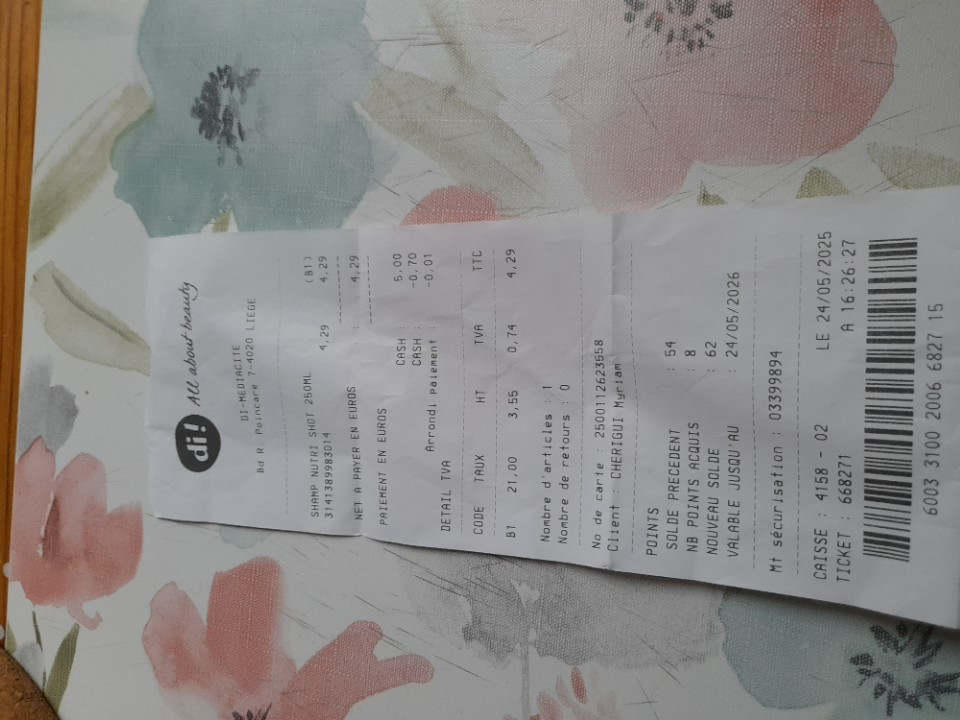 di! All about beauty
DI-MEDIACITE
Bd R Poincare 7-4020 LIEGE
(B1)
SHAMP NUTRI SHOT 250ML 4,29 4,29
3141389983014
NET A PAYER EN EUROS : 4,29
PAIEMENT EN EUROS
CASH : 5,00
CASH : -0,70
Arrondi paiement : -0,01
DETAIL TVA
CODE TAUX HT TVA TTC
B1 21,00 3,55 0,74 4,29
Nombre d'articles : 1
Nombre de retours : 0
No de carte : 2500112623558
Client : CHERIGUI Myriam
POINTS
SOLDE PRECEDENT : 54
NB POINTS ACQUIS : 8
NOUVEAU SOLDE : 62
VALABLE JUSQU'AU : 24/05/2026
Mt sécurisation : 03399894
CAISSE : 4158 - 02 LE 24/05/2025
TICKET : 668271 A 16:26:27
6003 3100 2006 6827 15